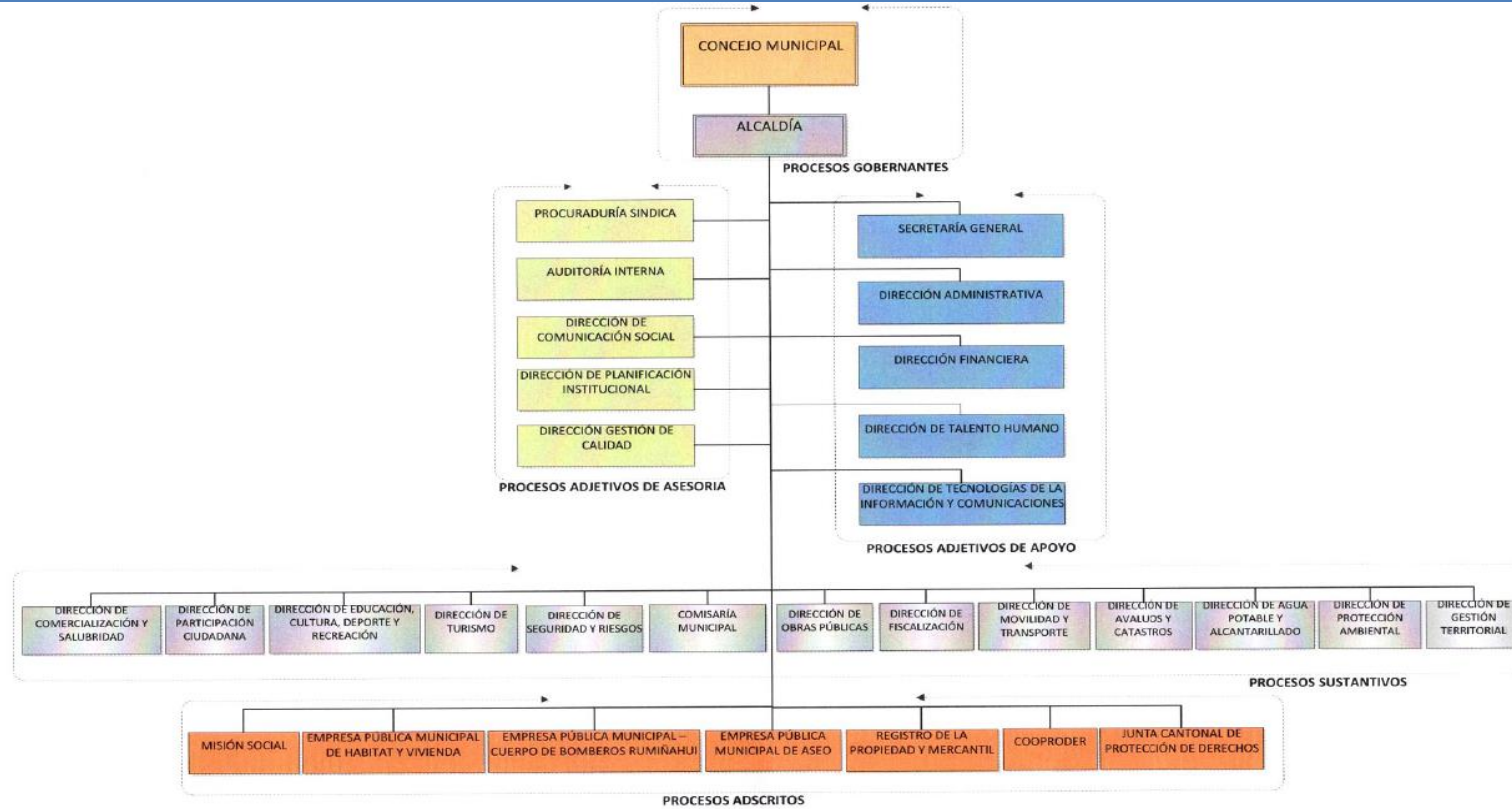 CONCEJO MUNICIPAL
ALCALDÍA
PROCESOS GOBERNANTES
PROCURADURÍA SINDICA
AUDITORÍA INTERNA
DIRECCIÓN DE
COMUNICACIÓN SOCIAL
DIRECCIÓN DE PLANIFICACIÓN
INSTITUCIONAL
DIRECCIÓN GESTIÓN DE
CALIDAD
PROCESOS ADJETIVOS DE ASESORIA
SECRETARÍA GENERAL
DIRECCIÓN ADMINISTRATIVA
DIRECCIÓN FINANCIERA
DIRECCIÓN DE TALENTO HUMANO
DIRECCIÓN DE TECNOLOGÍAS DE LA
INFORMACIÓN Y COMUNICACIONES
PROCESOS ADJETIVOS DE APOYO
DIRECCIÓN DE
COMERCIALIZACIÓN Y
SALUBRIDAD
DIRECCIÓN DE
PARTICIPACIÓN
CIUDADANA
DIRECCIÓN DE EDUCACIÓN,
CULTURA, DEPORTE Y
RECREACIÓN
DIRECCIÓN DE
TURISMO
DIRECCIÓN DE
SEGURIDAD Y RIESGOS
COMISARÍA
MUNICIPAL
DIRECCIÓN DE
OBRAS PÚBLICAS
DIRECCIÓN DE
FISCALIZACIÓN
DIRECCIÓN DE
MOVILIDAD Y
TRANSPORTE
DIRECCIÓN DE
AVALUOS Y
CATASTROS
DIRECCIÓN DE AGUA
POTABLE Y
ALCANTARILLADO
DIRECCIÓN DE
PROTECCIÓN
AMBIENTAL
DIRECCIÓN DE
GESTIÓN
TERRITORIAL
PROCESOS SUSTANTIVOS
MISIÓN SOCIAL
EMPRESA PÚBLICA MUNICIPAL
DE HABITAT Y VIVIENDA
EMPRESA PÚBLICA MUNICIPAL –
CUERPO DE BOMBEROS RUMIÑAHUI
EMPRESA PÚBLICA
MUNICIPAL DE ASEO
REGISTRO DE LA
PROPIEDAD Y MERCANTIL
COOPRODER
JUNTA CANTONAL DE
PROTECCIÓN DE DERECHOS
PROCESOS ADSCRITOS